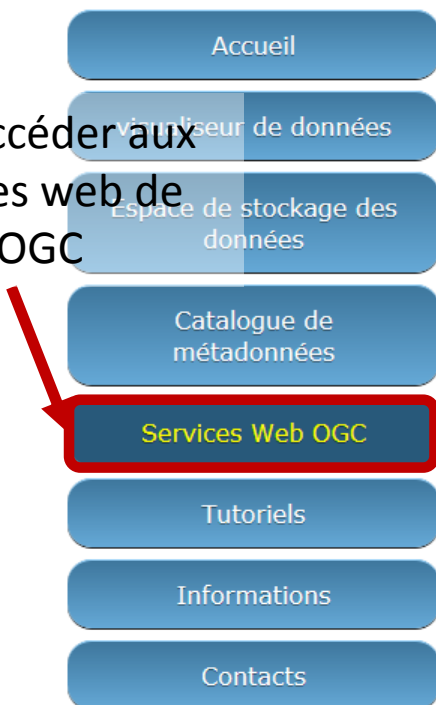 Accueil
ccéder aux
visualiseur de données
es web de
Espace de stockage des
données
OGC
Catalogue de
métadonnées
Services Web OGC
Tutoriels
Informations
Contacts